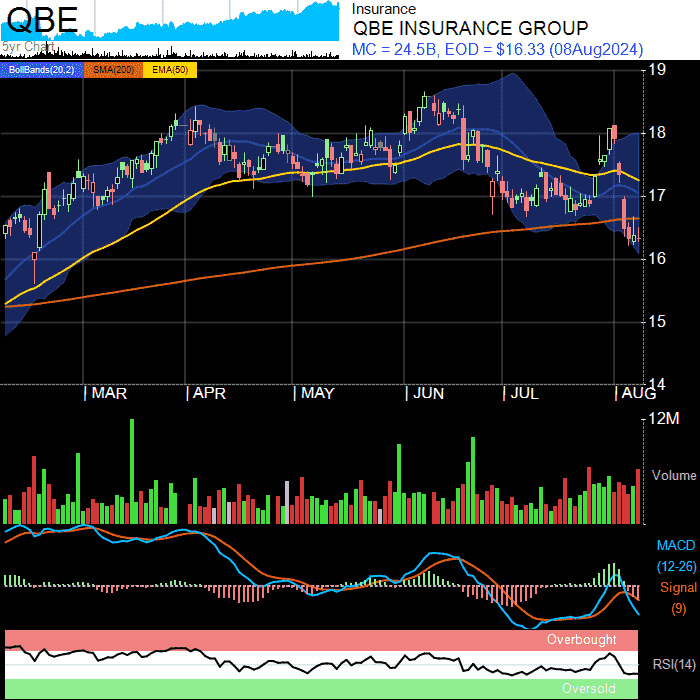 QBE
5yr Chart
Insurance
QBE INSURANCE GROUP
MC = 24.5B, EOD = $16.33 (08Aug2024)
BollBands(20,2) SMA(200) EMA(50)
19
18
17
16
15
14
| MAR | APR | MAY | JUN | JUL | AUG
12M
Volume
MACD
(12-26)
Signal
(9)
Overbought
RSI(14)
Oversold